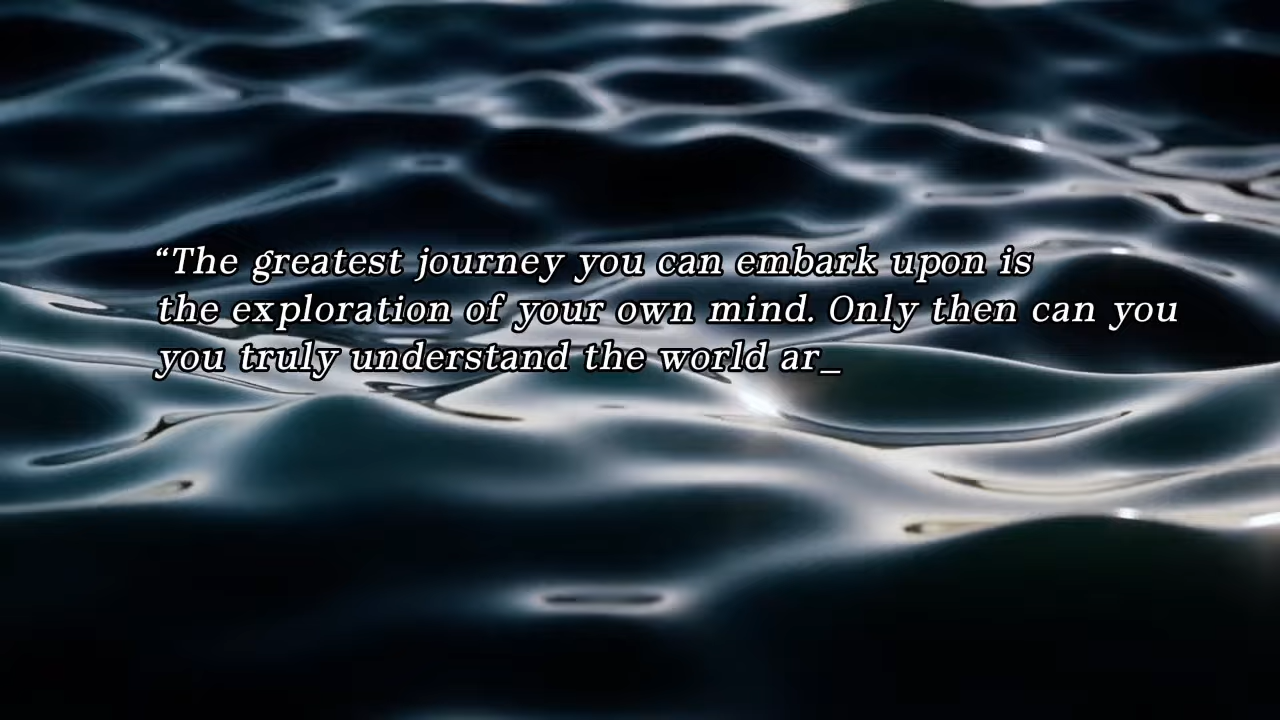 “The greatest journey you can embark upon is
the exploration of your own mind. Only then can you
you truly understand the world ar_